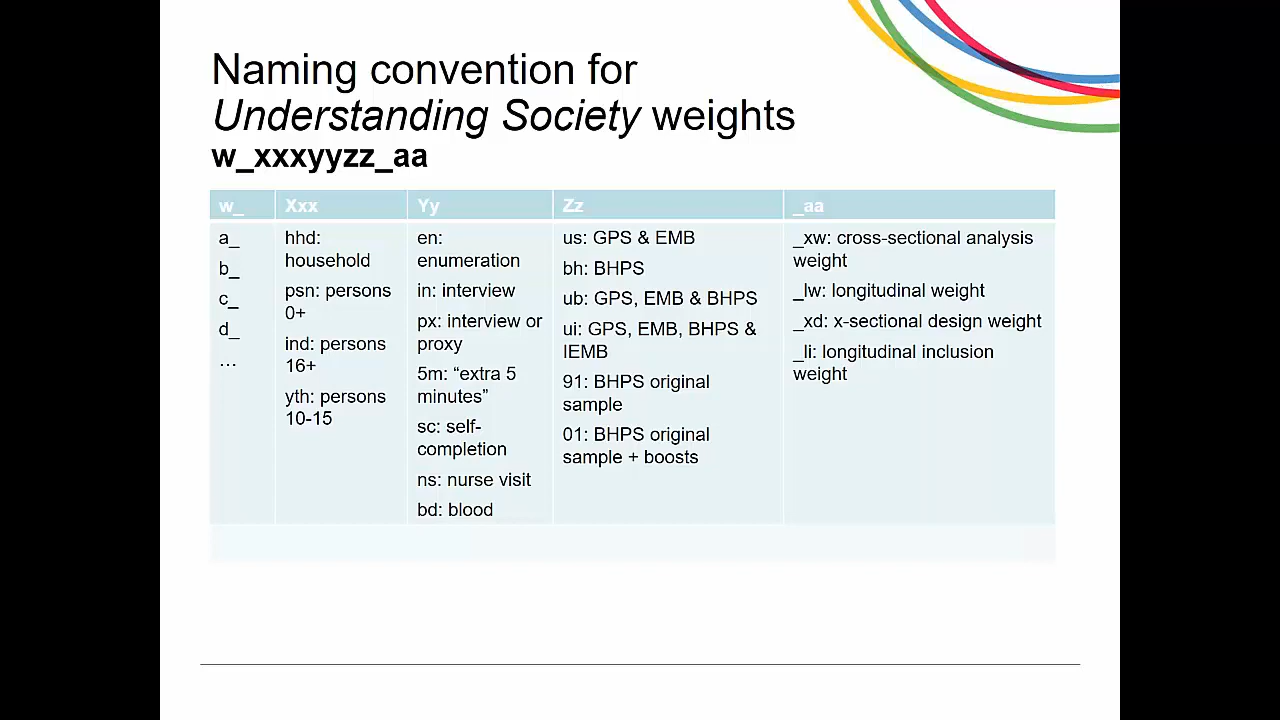 Naming convention for
Understanding Society weights
w_xxxyyzz_aa
w_
Xxx
Yy
Zz
_aa
a_
b_
c_
d_
…
hhd:
household
psn: persons
0+
ind: persons
16+
yth: persons
10-15
en:
enumeration
in: interview
px: interview or
proxy
5m: “extra 5
minutes”
sc: self-
completion
ns: nurse visit
bd: blood
us: GPS & EMB
bh: BHPS
ub: GPS, EMB & BHPS
ui: GPS, EMB, BHPS &
IEMB
91: BHPS original
sample
01: BHPS original
sample + boosts
_xw: cross-sectional analysis
weight
_lw: longitudinal weight
_xd: x-sectional design weight
_li: longitudinal inclusion
weight